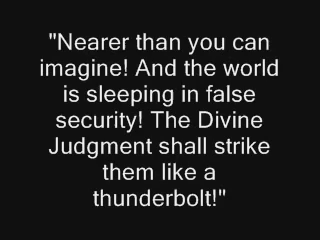 "Nearer than you can
imagine! And the world
is sleeping in false
security! The Divine
Judgment shall strike
them like a
thunderbolt!"